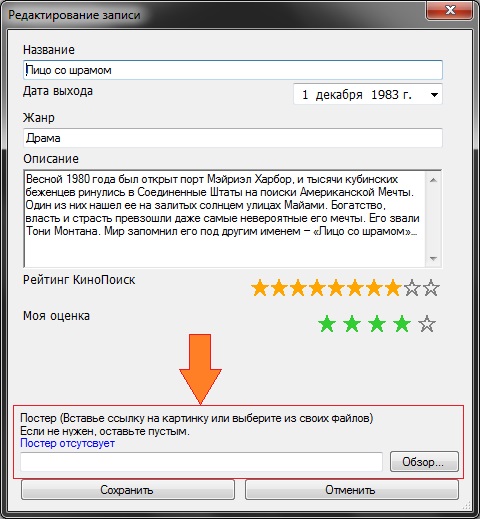 Редактирование записи
Название
Лицо со шрамом
Дата выхода
1 декабря 1983 г.
Жанр
Драма
Описание
Весной 1980 года был открыт порт Мэйриэл Харбор, и тысячи кубинских
беженцев ринулись в Соединенные Штаты на поиски Американской Мечты.
Один из них нашел ее на залитых солнцем улицах Майами. Богатство,
власть и страсть превзошли даже самые невероятные его мечты. Его звали
Тони Монтана. Мир запомнил его под другим именем – «Лицо со шрамом»...
Рейтинг КиноПоиск
Моя оценка
Постер (Вставье ссылку на картинку или выберите из своих файлов)
Если не нужен, оставьте пустым.
Постер отсутсвует
Обзор...
Сохранить
Отменить